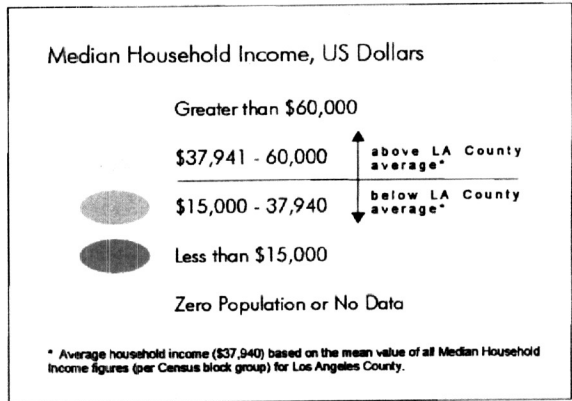 Median Household Income, US Dollars
Greater than $60,000
$37,941 - 60,000
above LA County
average*
$15,000 - 37,940
below LA County
average*
Less than $15,000
Zero Population or No Data
* Average household income ($37,940) based on the mean value of all Median Household
Income figures (per Census block group) for Los Angeles County.